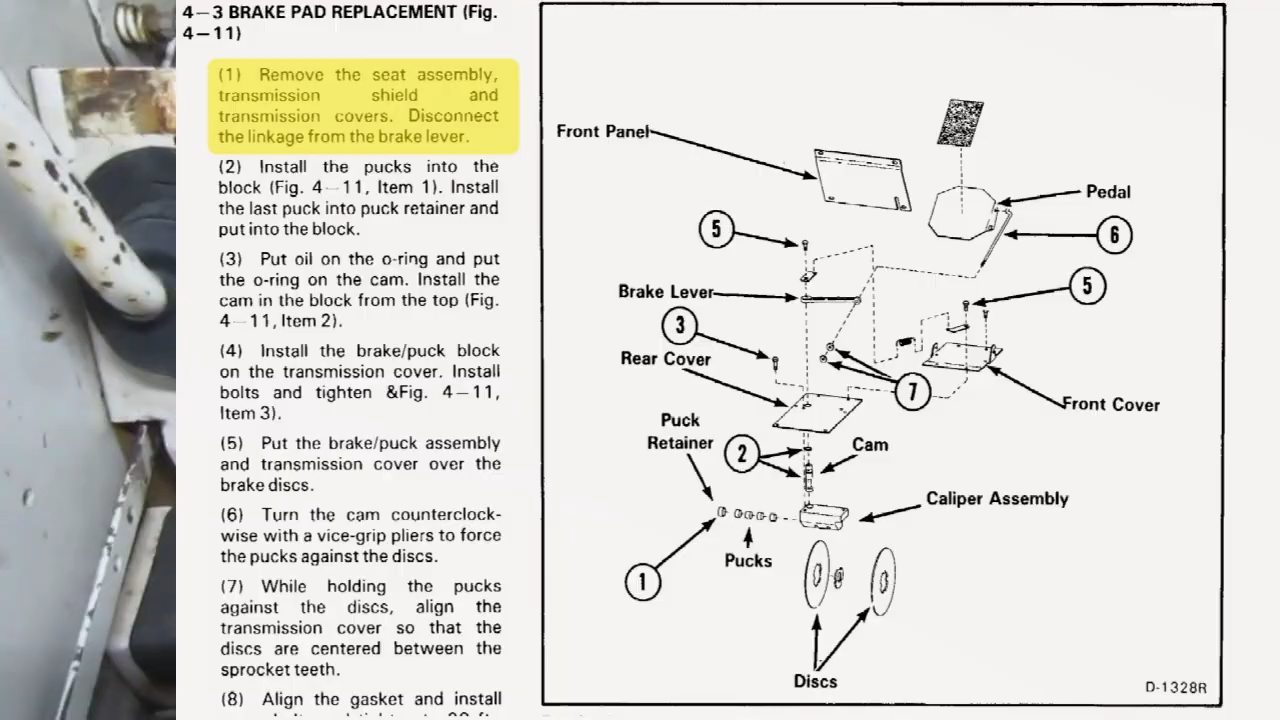 4—3 BRAKE PAD REPLACEMENT (Fig.
4—11)
(1) Remove the seat assembly,
transmission shield and
transmission covers. Disconnect
the linkage from the brake lever.
(2) Install the pucks into the
block (Fig. 4—11, Item 1). Install
the last puck into puck retainer and
put into the block.
(3) Put oil on the o-ring and put
the o-ring on the cam. Install the
cam in the block from the top (Fig.
4—11, Item 2).
(4) Install the brake/puck block
on the transmission cover. Install
bolts and tighten &Fig. 4—11,
Item 3).
(5) Put the brake/puck assembly
and transmission cover over the
brake discs.
(6) Turn the cam counterclock-
wise with a vice-grip pliers to force
the pucks against the discs.
(7) While holding the pucks
against the discs, align the
transmission cover so that the
discs are centered between the
sprocket teeth.
(8) Align the gasket and install
Front Panel
Pedal
5
6
Brake Lever
5
3
Rear Cover
7
Front Cover
Puck
Retainer
2
Cam
Caliper Assembly
Pucks
1
Discs
D-1328R